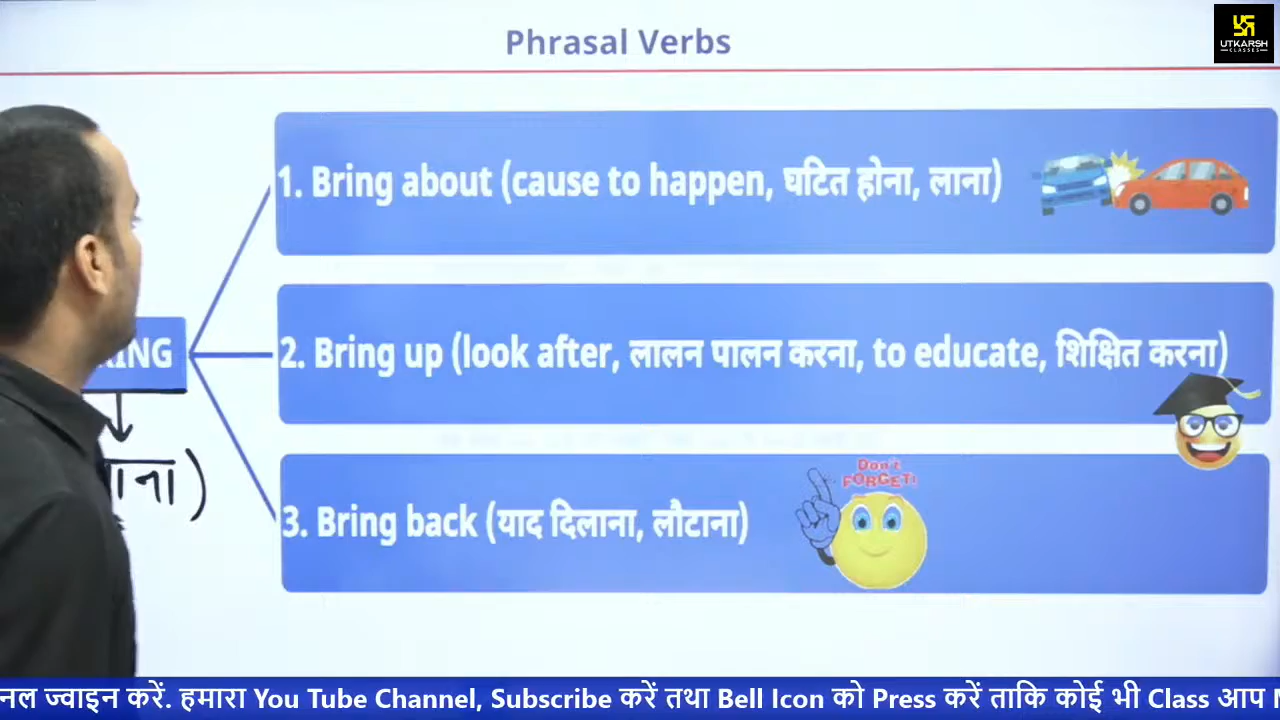 Phrasal Verbs
UTKARSH
CLASSES
1. Bring about (cause to happen, घटित होना, लाना)
2. Bring up (look after, लालन पालन करना, to educate, शिक्षित करना)
Don't
FORGET!
3. Bring back (याद दिलाना, लौटाना)
ज्वाइन करें. हमारा You Tube Channel, Subscribe करें तथा Bell Icon को Press करें ताकि कोई भी Class आप